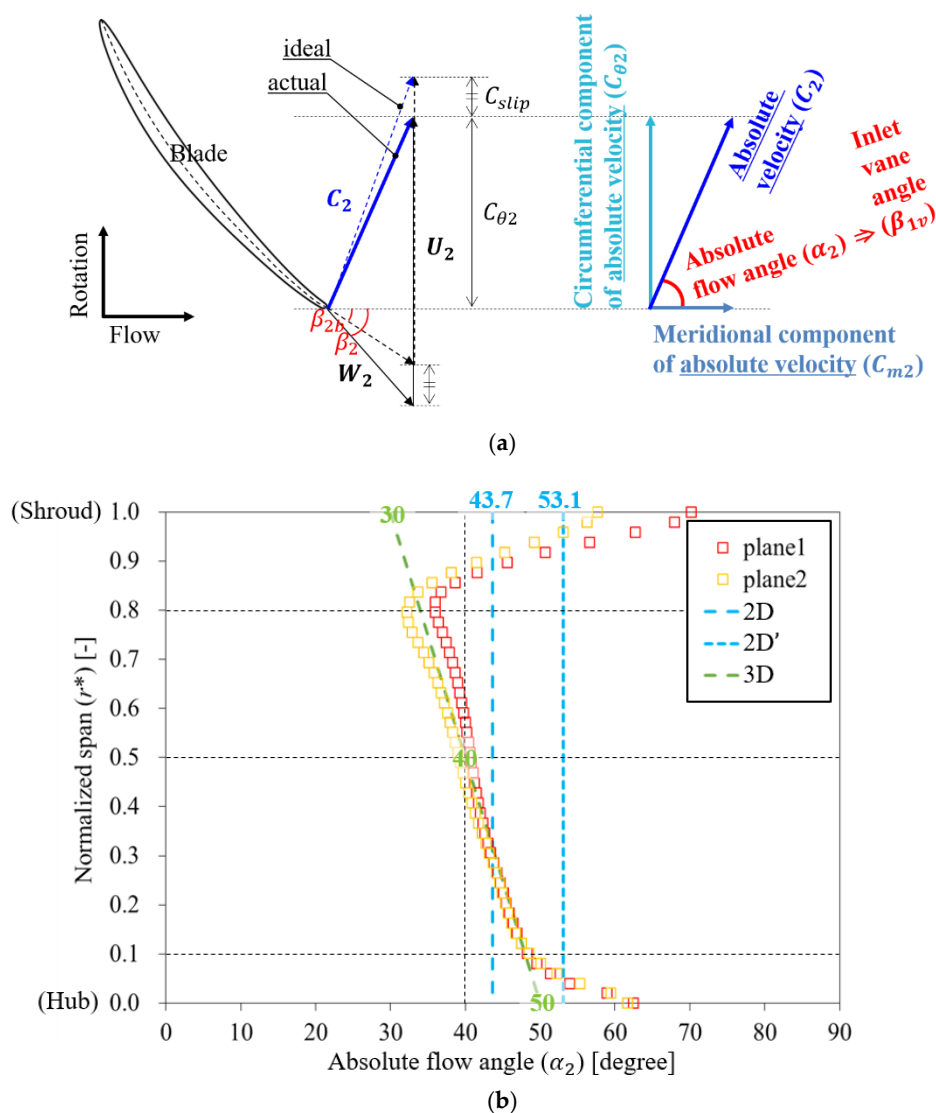 ideal
actual
C_slip
Blade
C_2
C_θ2
U_2
Rotation
Flow
β_2b
β_2
W_2
Circumferential component
of absolute velocity (C_θ2)
Absolute
velocity (C_2)
Inlet
vane
angle
Absolute
flow angle (α_2) ⇒ (β_1v)
Meridional component
of absolute velocity (C_m2)
(a)
43.7 53.1
(Shroud) 1.0
30
0.9
plane1
plane2
2D
2D'
3D
0.8
0.7
0.6
0.5
40
0.4
0.3
0.2
0.1
(Hub) 0.0
50
Normalized span (r*) [-]
0 10 20 30 40 50 60 70 80 90
Absolute flow angle (α_2) [degree]
(b)